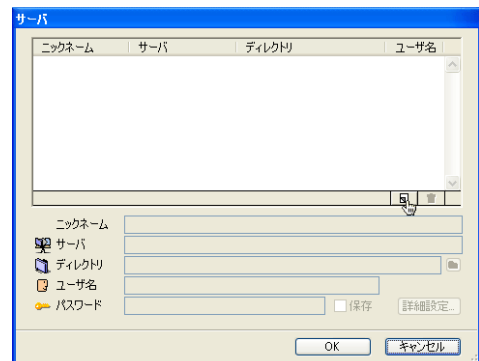 サーバ
ニックネーム サーバ ディレクトリ ユーザ名
ニックネーム
サーバ
ディレクトリ
ユーザ名
パスワード 保存 詳細設定...
OK キャンセル